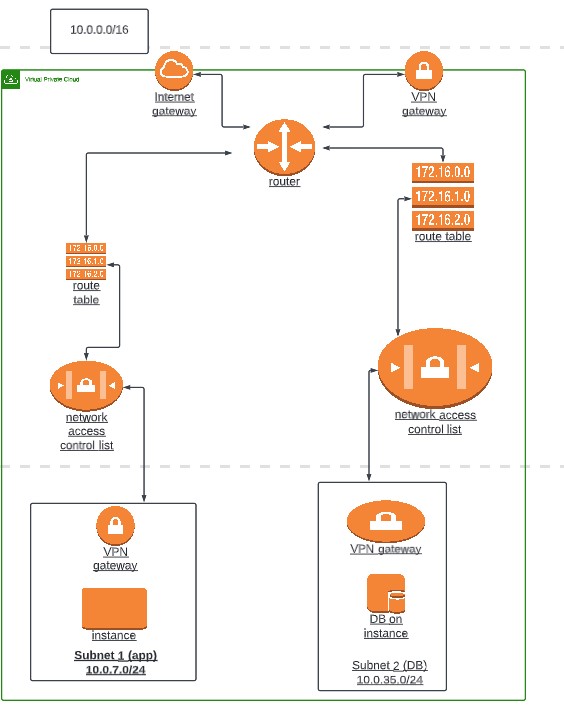 10.0.0.0/16
Virtual Private Cloud
Internet
gateway
VPN
gateway
router
172.16.0.0
172.16.1.0
172.16.2.0
route table
172.16.0.0
172.16.1.0
172.16.2.0
route
table
network
access
control list
network access
control list
VPN
gateway
instance
Subnet 1 (app)
10.0.7.0/24
VPN gateway
DB on
instance
Subnet 2 (DB)
10.0.35.0/24